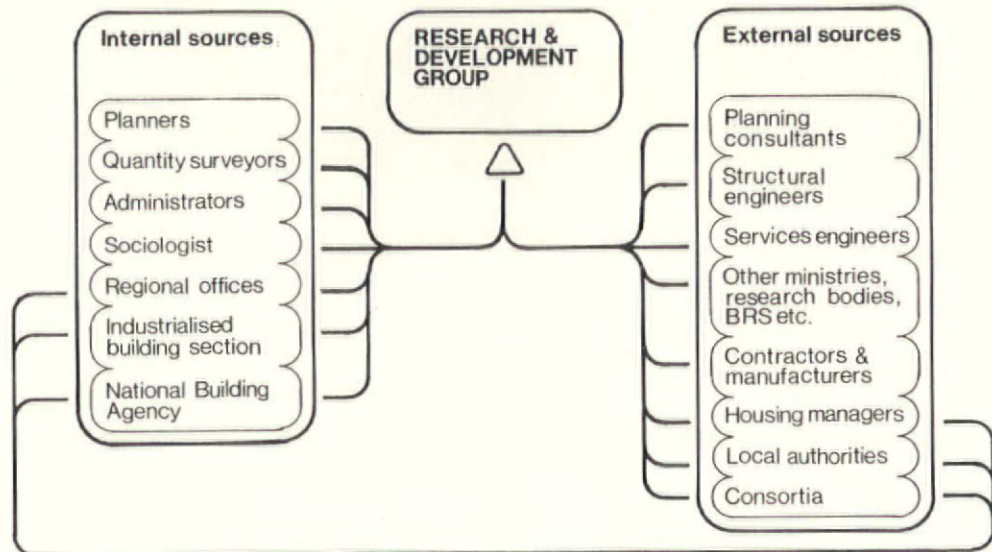 Internal sources
Planners
Quantity surveyors
Administrators
Sociologist
Regional offices
Industrialised
building section
National Building
Agency
RESEARCH &
DEVELOPMENT
GROUP
External sources
Planning
consultants
Structural
engineers
Services engineers
Other ministries,
research bodies,
BRS etc.
Contractors &
manufacturers
Housing managers
Local authorities
Consortia